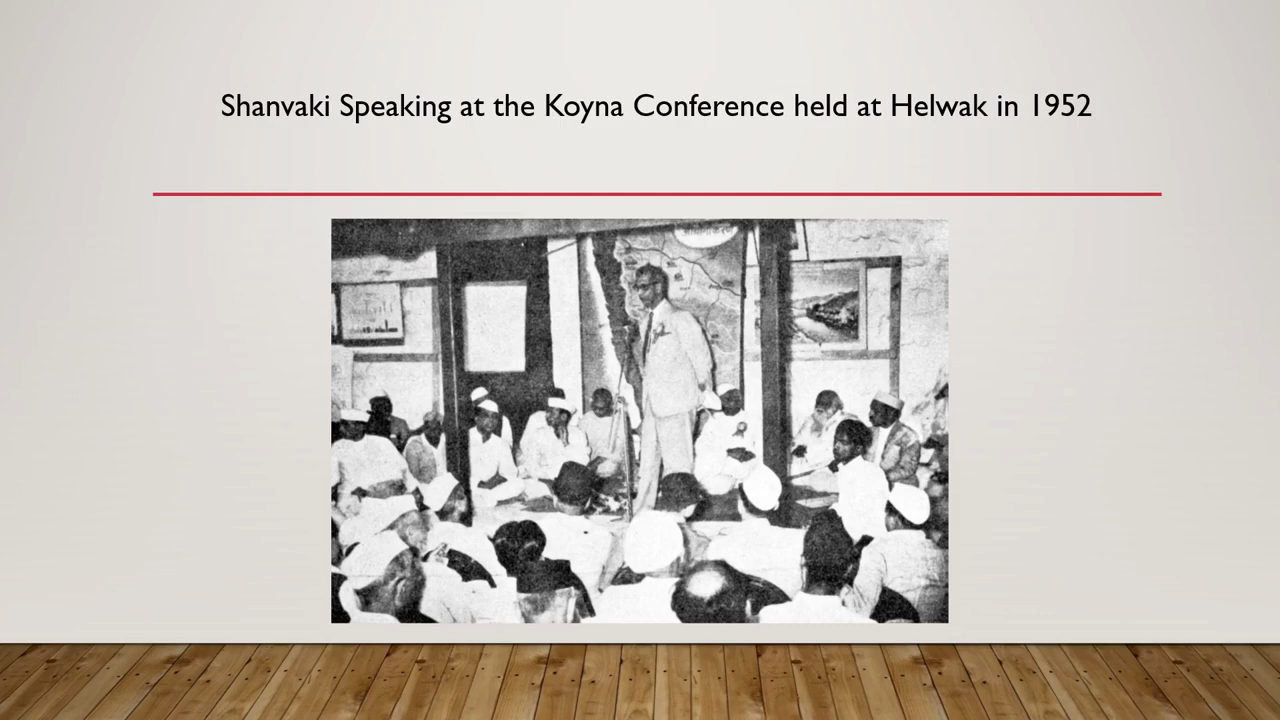 Shanvaki Speaking at the Koyna Conference held at Helwak in 1952